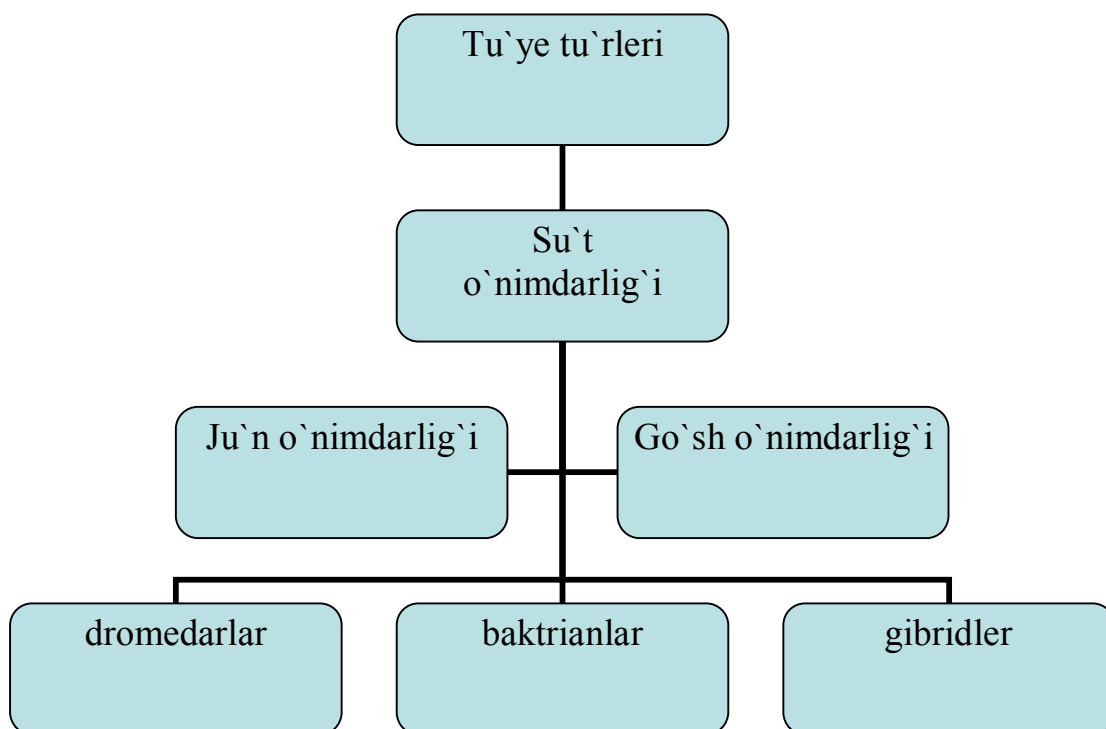 Tu`ye tu`rleri
Su`t
o`nimdarlig`i
Ju`n o`nimdarlig`i
Go`sh o`nimdarlig`i
dromedarlar
baktrianlar
gibridler